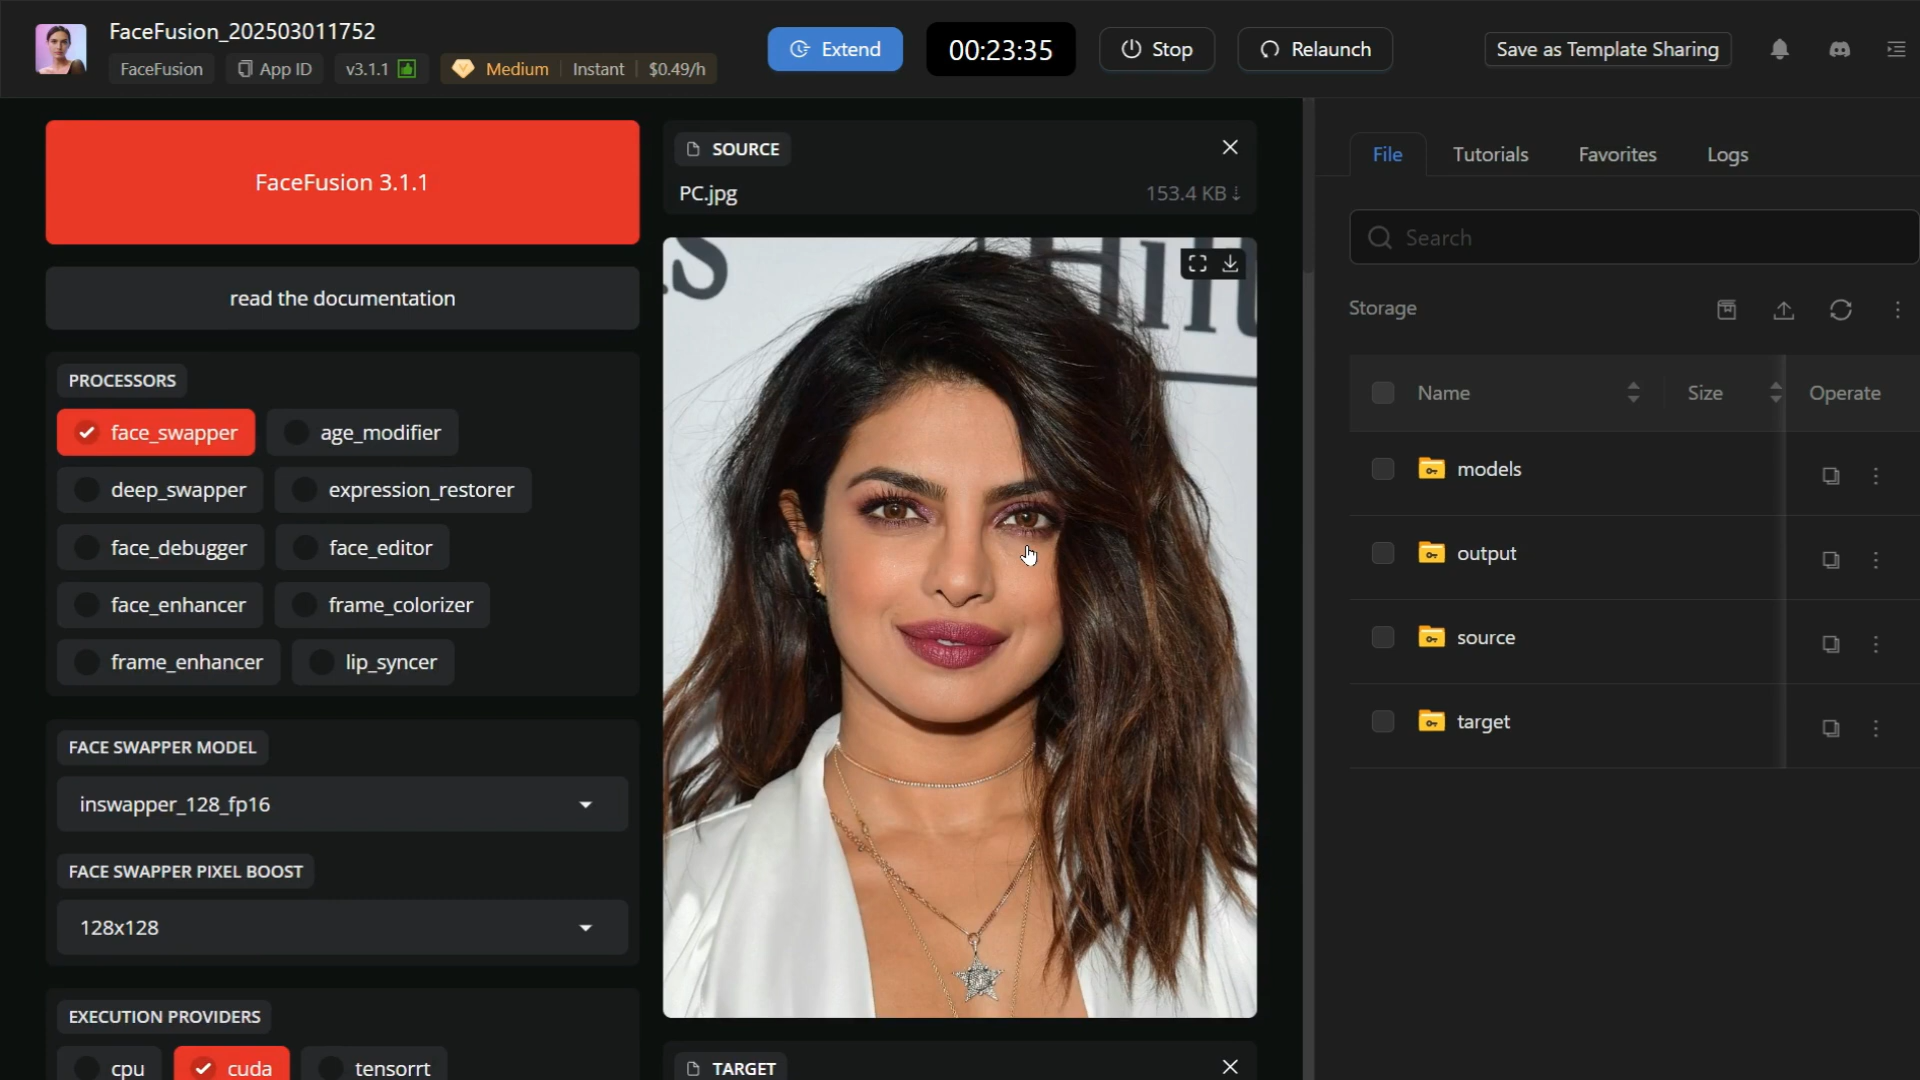 FaceFusion_202503011752
FaceFusion App ID v3.1.1 Medium Instant $0.49/h
Extend
00:23:35
Stop
Relaunch
Save as Template Sharing
FaceFusion 3.1.1
read the documentation
PROCESSORS
face_swapper age_modifier
deep_swapper expression_restorer
face_debugger face_editor
face_enhancer frame_colorizer
frame_enhancer lip_syncer
FACE SWAPPER MODEL
inswapper_128_fp16
FACE SWAPPER PIXEL BOOST
128x128
EXECUTION PROVIDERS
cpu cuda tensorrt
SOURCE
PC.jpg 153.4 KB ↓
TARGET
File Tutorials Favorites Logs
Search
Storage
Name Size Operate
models
output
source
target